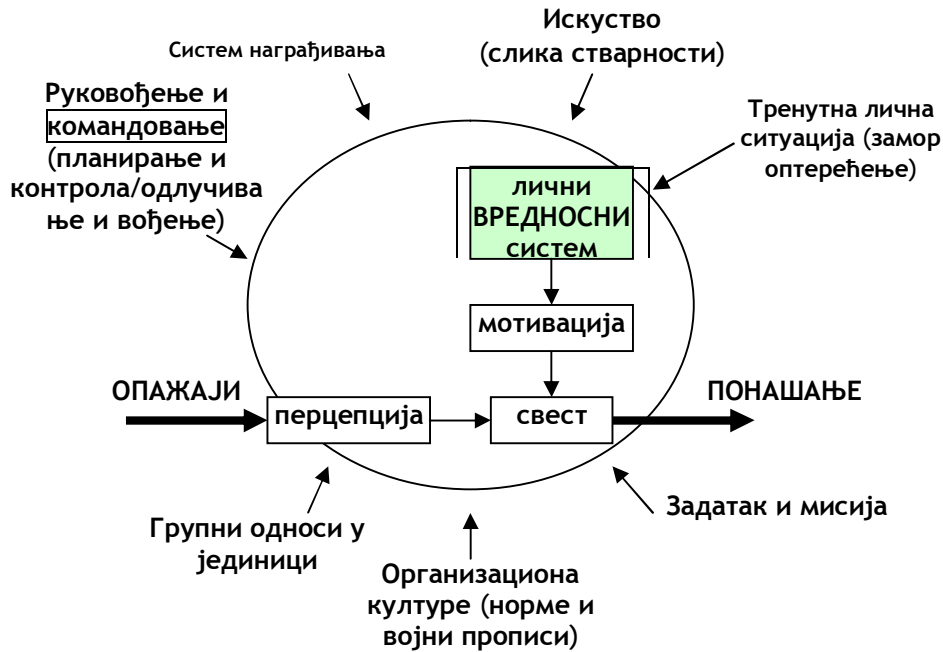 Систем награђивања
Искуство
(слика стварности)
Руковођење и
командовање
(планирање и
контрола/одлучива
ње и вођење)
Тренутна лична
ситуација (замор
оптерећење)
лични
ВРЕДНОСНИ
систем
мотивација
ОПАЖАЈИ
перцепција
свест
ПОНАШАЊЕ
Групни односи у
јединици
Задатак и мисија
Организациона
културе (норме и
војни прописи)